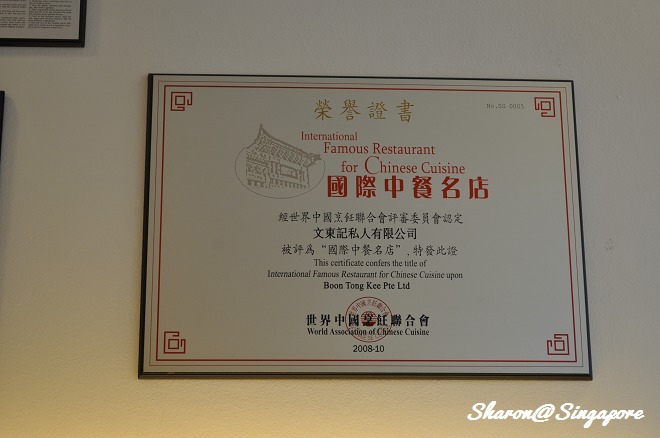 榮譽證書
No.SG 0005
International
Famous Restaurant
for Chinese Cuisine
國際中餐名店
經世界中國烹飪聯合會評審委員會認定
文東記私人有限公司
被評爲“國際中餐名店”,特發此證
This certificate confers the title of
International Famous Restaurant for Chinese Cuisine upon
Boon Tong Kee Pte Ltd
世界中國烹飪聯合會
World Association of Chinese Cuisine
2008-10
Sharon@Singapore